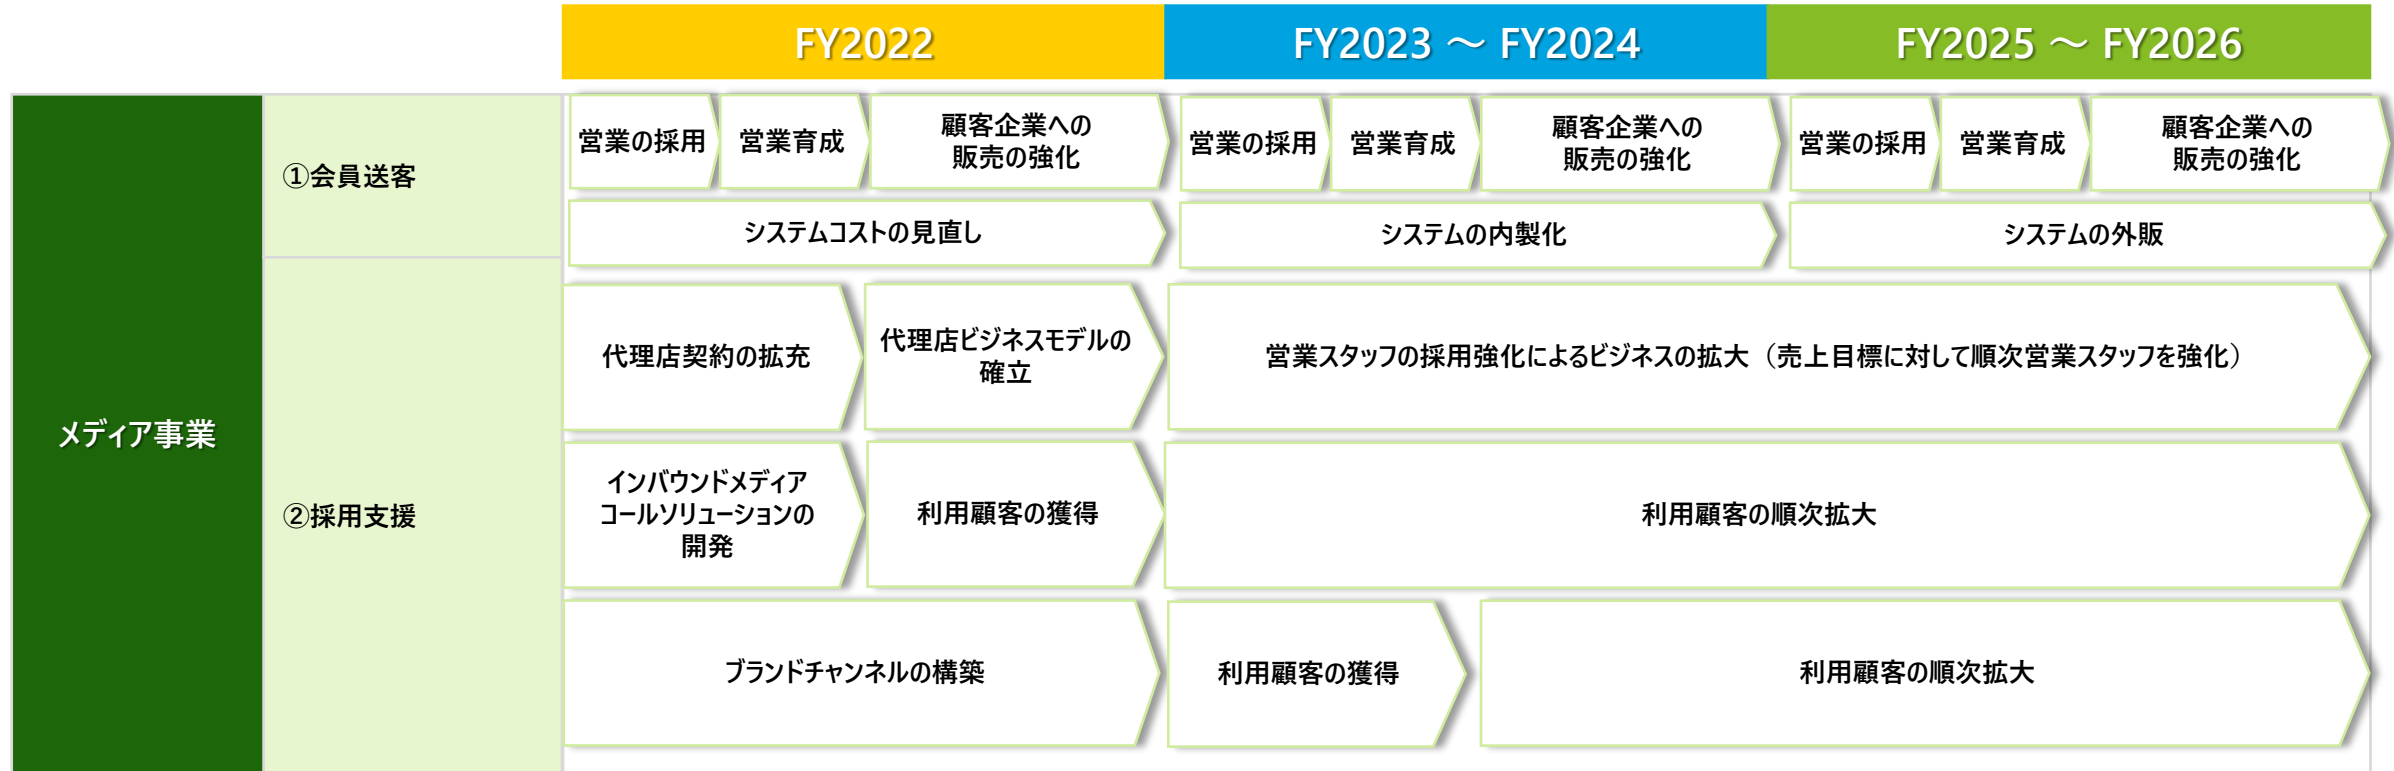 FY2022
FY2023 ～ FY2024
FY2025 ～ FY2026
メディア事業
①会員送客
営業の採用
営業育成
顧客企業への
販売の強化
営業の採用
営業育成
顧客企業への
販売の強化
営業の採用
営業育成
顧客企業への
販売の強化
システムコストの見直し
システムの内製化
システムの外販
②採用支援
代理店契約の拡充
代理店ビジネスモデルの
確立
営業スタッフの採用強化によるビジネスの拡大（売上目標に対して順次営業スタッフを強化）
インバウンドメディア
コールソリューションの
開発
利用顧客の獲得
利用顧客の順次拡大
ブランドチャンネルの構築
利用顧客の獲得
利用顧客の順次拡大